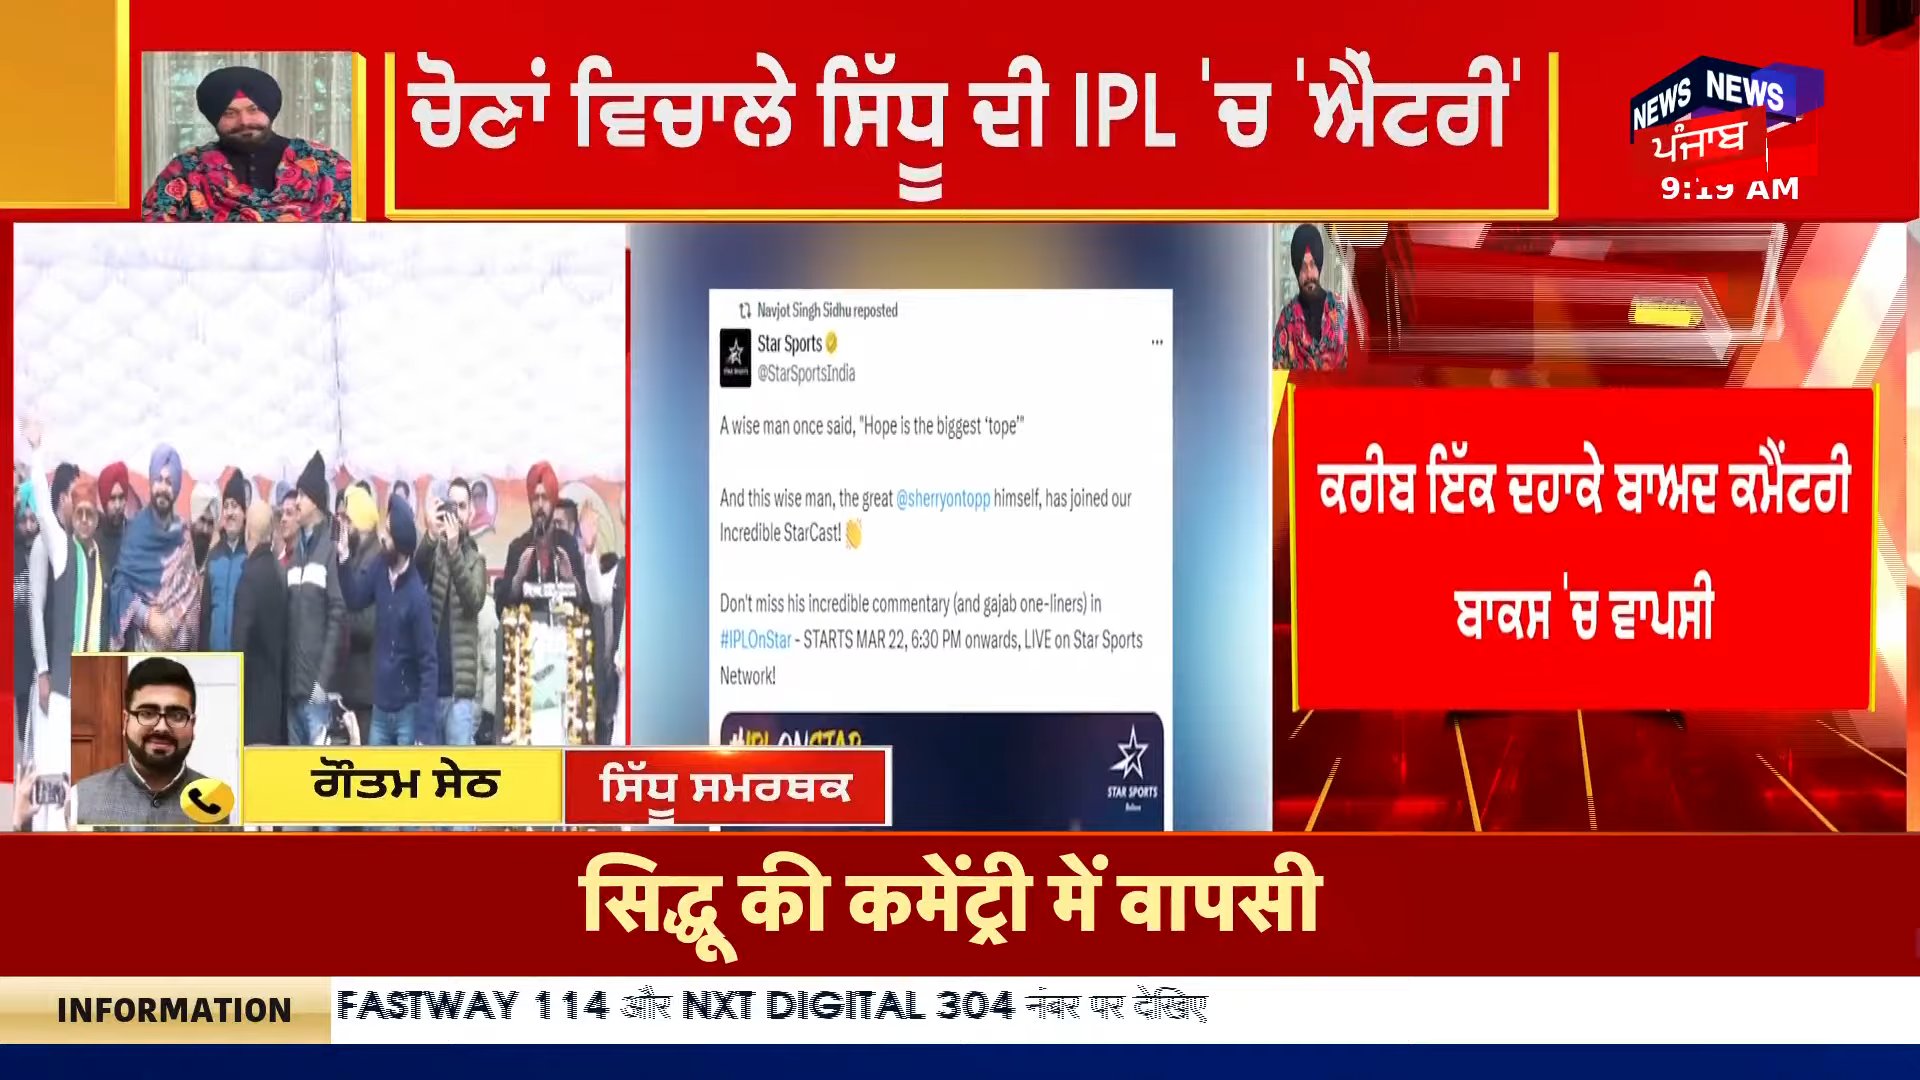 ਚੋਣਾਂ ਵਿਚਾਲੇ ਸਿੱਧੂ ਦੀ IPL 'ਚ 'ਐਂਟਰੀ'
NEWS NEWS
ਪੰਜਾਬ
9:19 AM
Navjot Singh Sidhu reposted
Star Sports
STAR SPORTS
@StarSportsIndia
A wise man once said, "Hope is the biggest ‘tope’"
And this wise man, the great @sherryontopp himself, has joined our
Incredible StarCast! 👏
Don't miss his incredible commentary (and gajab one-liners) in
#IPLOnStar - STARTS MAR 22, 6:30 PM onwards, LIVE on Star Sports
Network!
#IPLONSTAR
STAR SPORTS
ਕਰੀਬ ਇੱਕ ਦਹਾਕੇ ਬਾਅਦ ਕਮੈਂਟਰੀ
ਬਾਕਸ 'ਚ ਵਾਪਸੀ
ਗੌਤਮ ਸੇਠ
ਸਿੱਧੂ ਸਮਰਥਕ
सिद्धू की कमेंट्री में वापसी
INFORMATION
FASTWAY 114 और NXT DIGITAL 304 नंबर पर देखिए